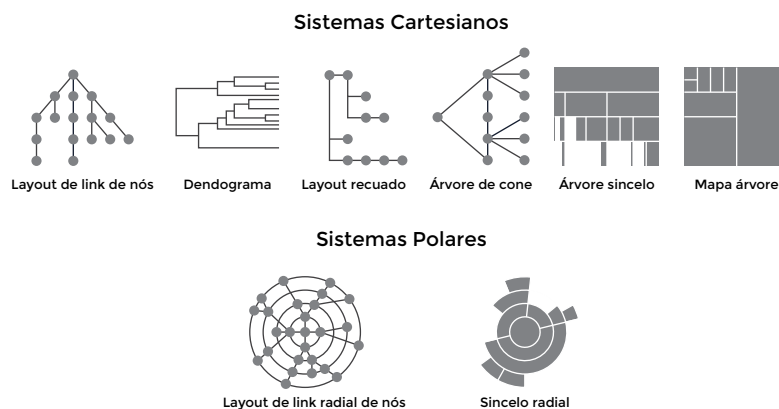 Sistemas Cartesianos
Layout de link de nós
Dendograma
Layout recuado
Árvore de cone
Árvore sincelo
Mapa árvore
Sistemas Polares
Layout de link radial de nós
Sincelo radial